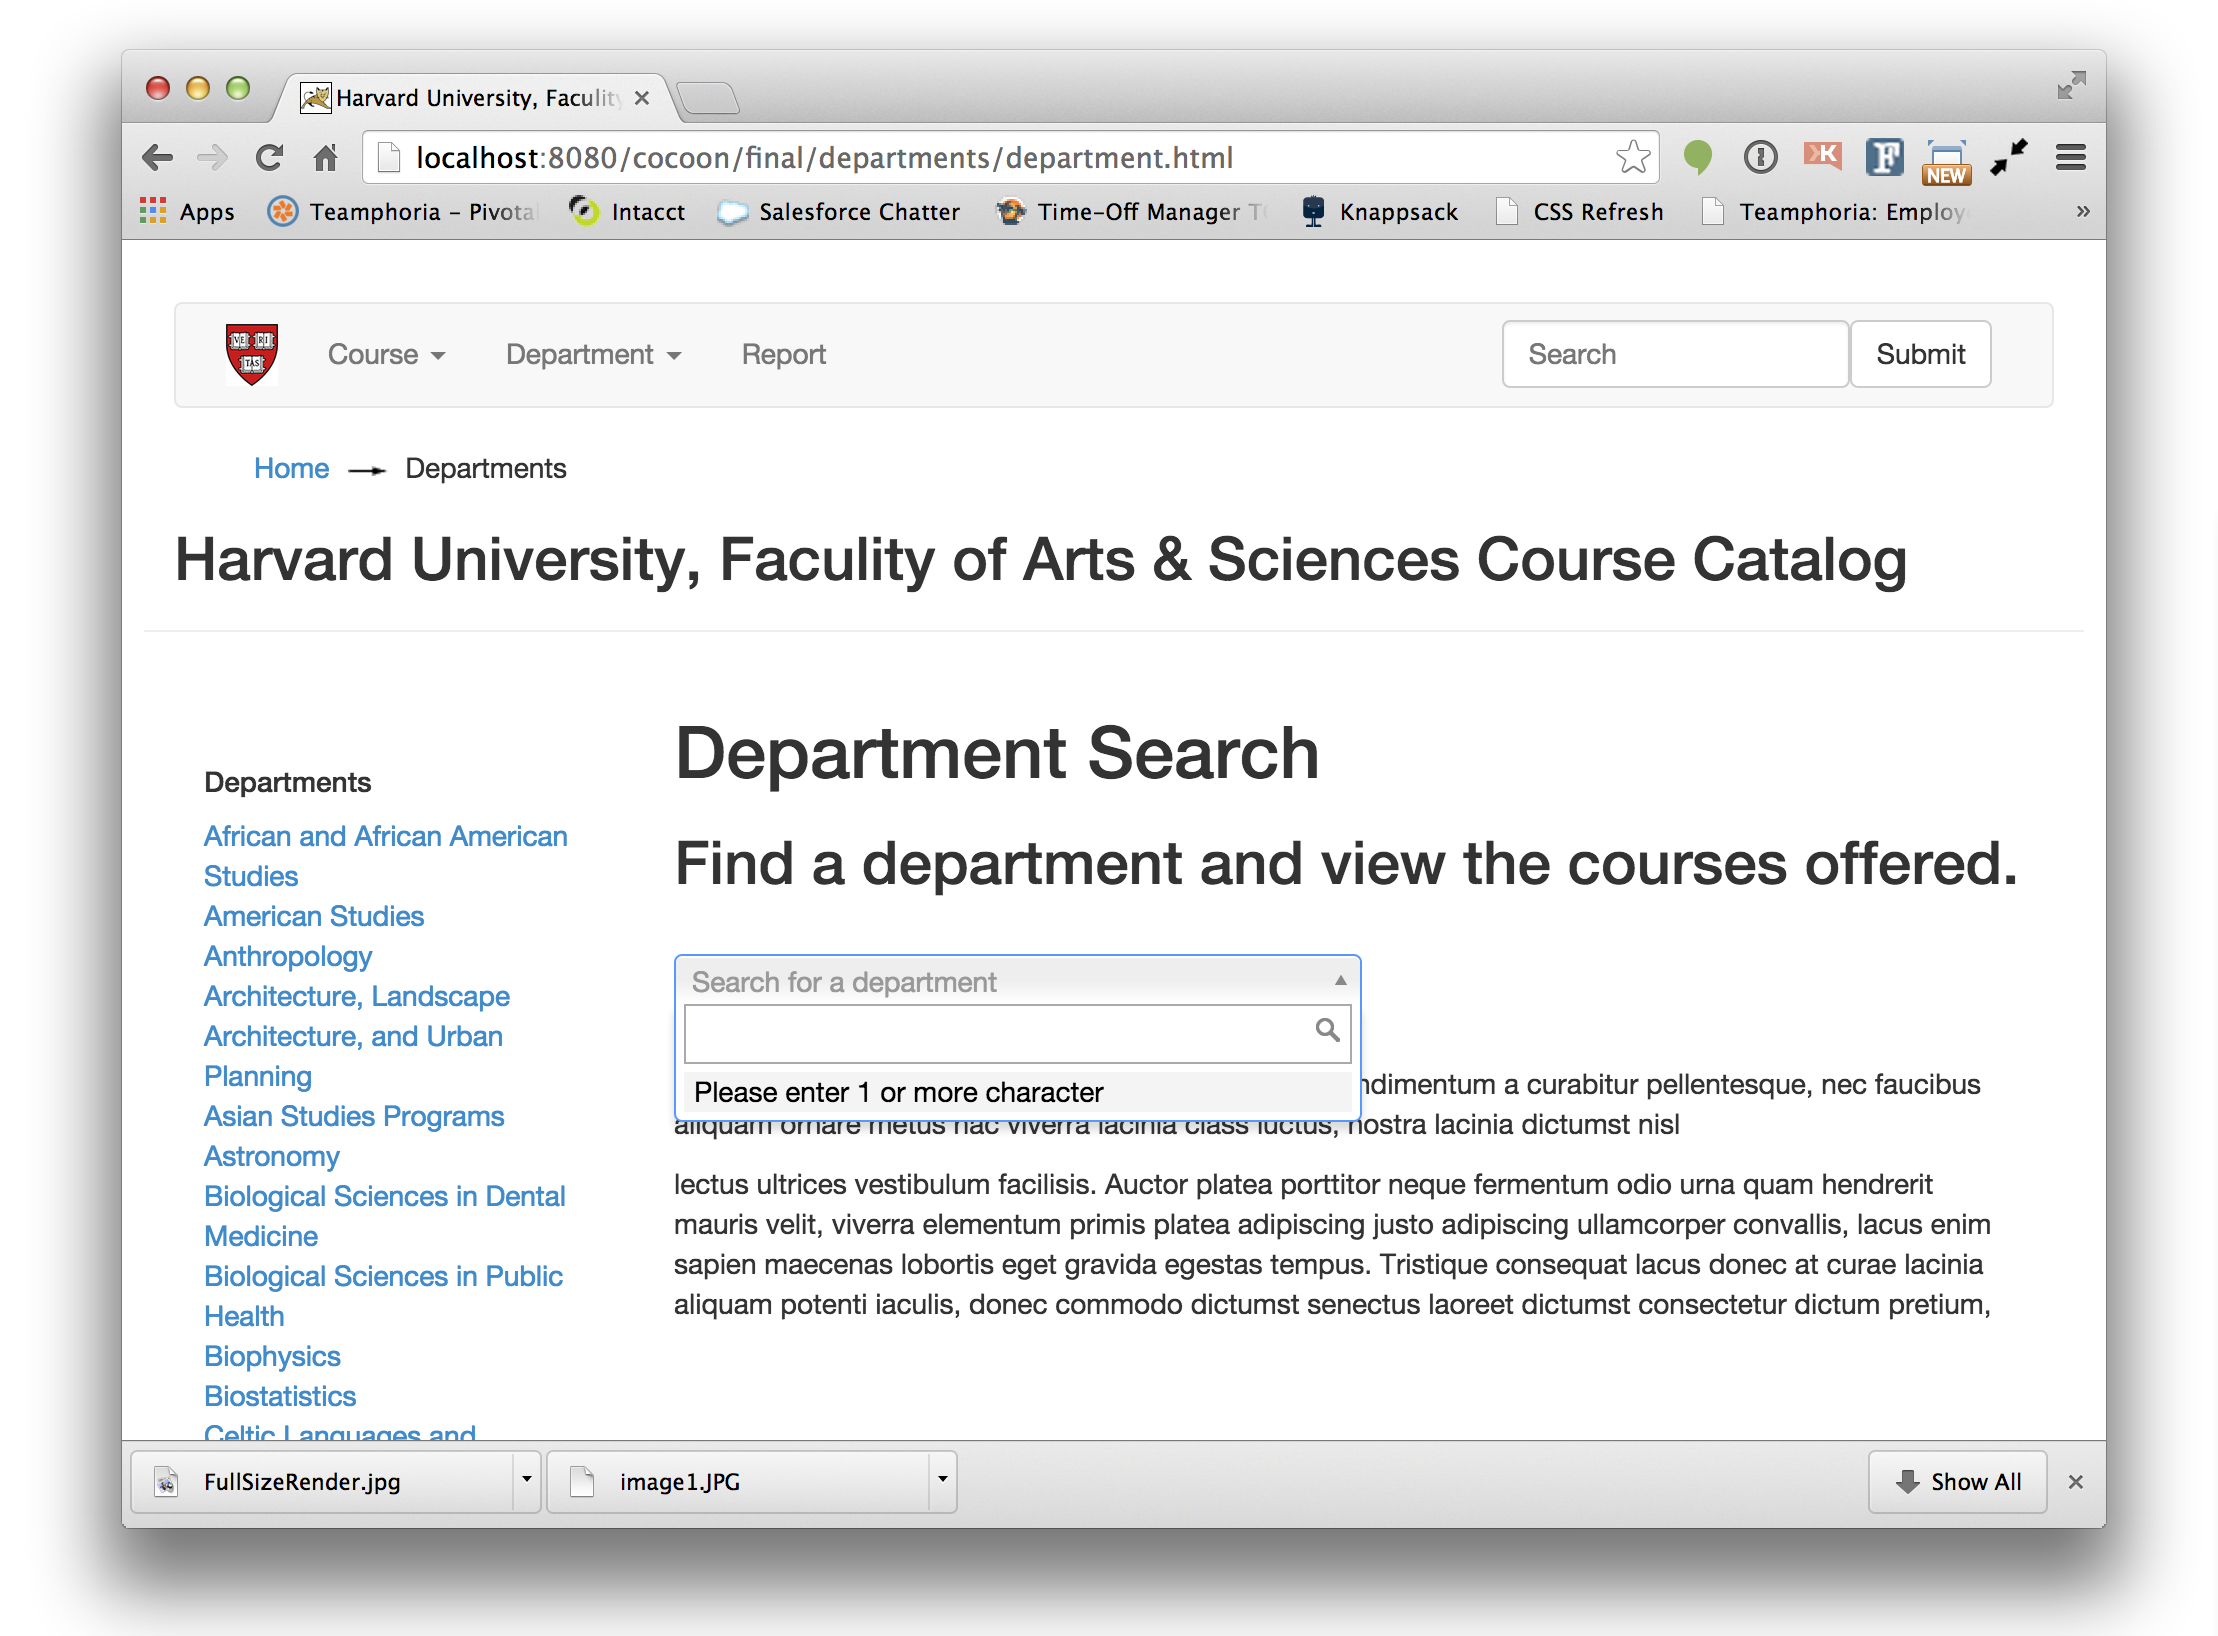 Harvard University, Faculit
localhost:8080/cocoon/final/departments/department.html
NEW
Apps
Teamphoria – Pivota
Intacct
Salesforce Chatter
Time-Off Manager
Knappsack
CSS Refresh
Teamphoria: Employ
»
VE RI TAS
Course
Department
Report
Search
Submit
Home
Departments
Harvard University, Faculity of Arts & Sciences Course Catalog
Departments
African and African American
Studies
American Studies
Anthropology
Architecture, Landscape
Architecture, and Urban
Planning
Asian Studies Programs
Astronomy
Biological Sciences in Dental
Medicine
Biological Sciences in Public
Health
Biophysics
Biostatistics
Celtic Languages and
Department Search
Find a department and view the courses offered.
Search for a department
Please enter 1 or more character
ndimentum a curabitur pellentesque, nec faucibus
aliquam ornare metus hac viverra lacinia class luctus, nostra lacinia dictumst nisl
lectus ultrices vestibulum facilisis. Auctor platea porttitor neque fermentum odio urna quam hendrerit
mauris velit, viverra elementum primis platea adipiscing justo adipiscing ullamcorper convallis, lacus enim
sapien maecenas lobortis eget gravida egestas tempus. Tristique consequat lacus donec at curae lacinia
aliquam potenti iaculis, donec commodo dictumst senectus laoreet dictumst consectetur dictum pretium,
FullSizeRender.jpg
image1.JPG
Show All